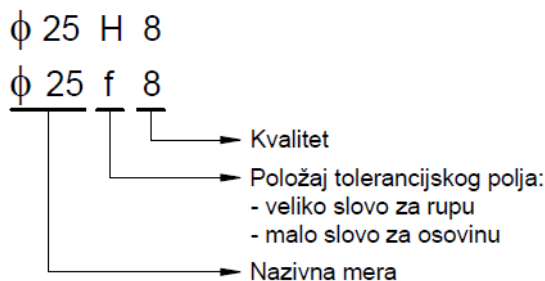 ϕ 25 H 8
ϕ 25 f 8
Kvalitet
Položaj tolerancijskog polja:
- veliko slovo za rupu
- malo slovo za osovinu
Nazivna mera